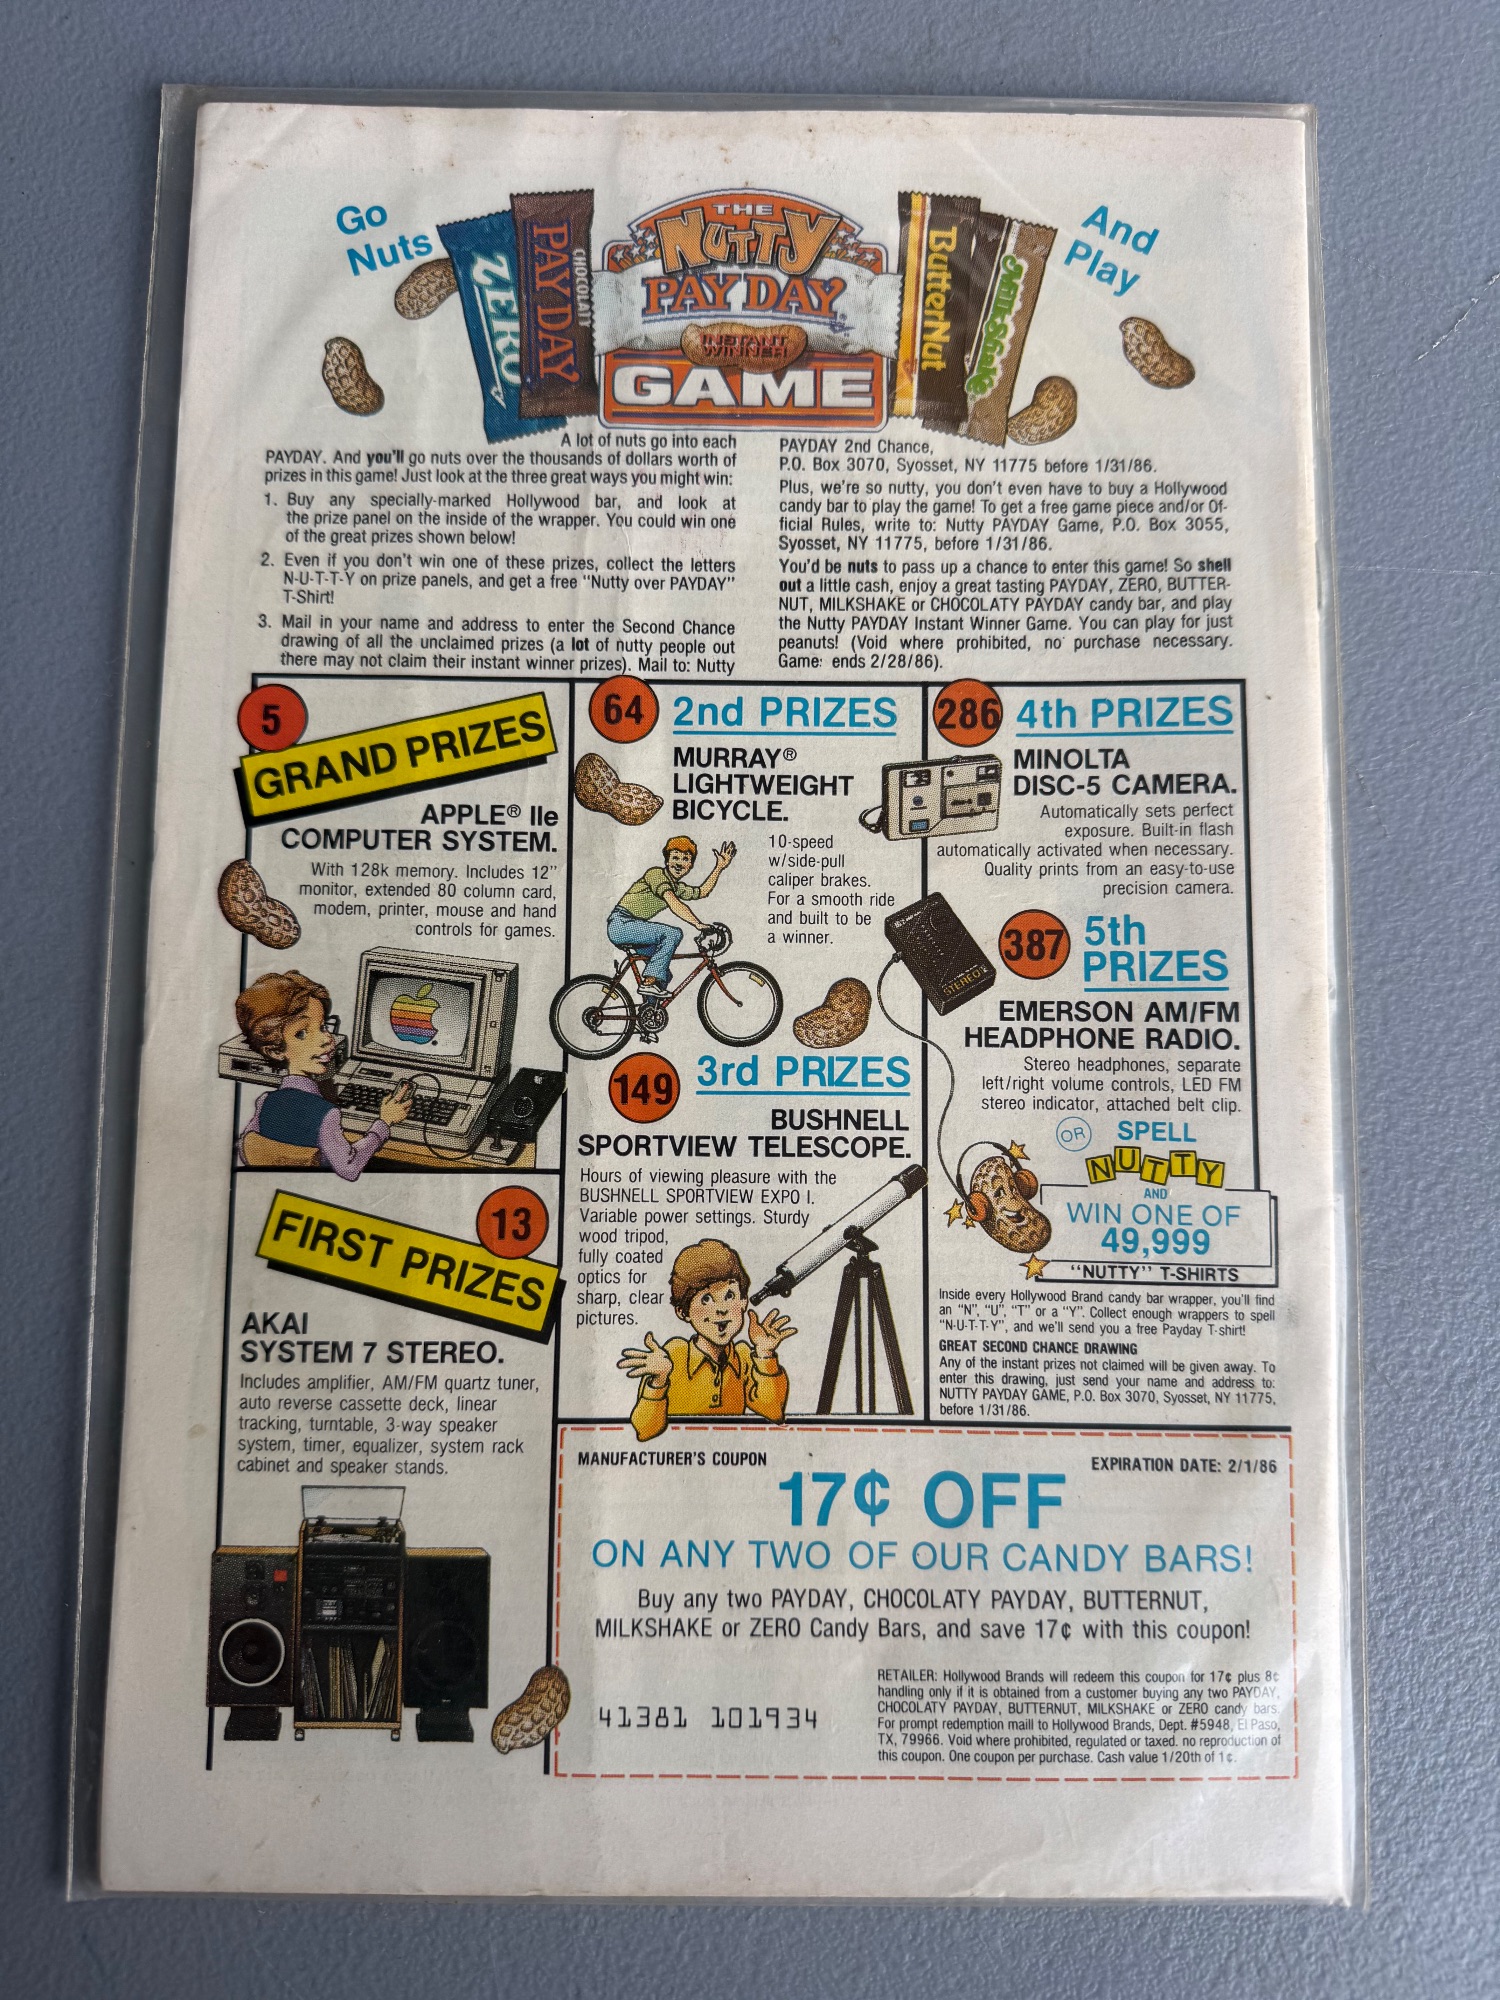 Go
Nuts
ZERO
CHOCOLATY
PAY DAY
THE
NUTTY
PAY DAY®
INSTANT
WINNER
GAME
ButterNut
Milkshake
And
Play
A lot of nuts go into each
PAYDAY. And you'll go nuts over the thousands of dollars worth of
prizes in this game! Just look at the three great ways you might win:
1. Buy any specially-marked Hollywood bar, and look at
the prize panel on the inside of the wrapper. You could win one
of the great prizes shown below!
2. Even if you don't win one of these prizes, collect the letters
N-U-T-T-Y on prize panels, and get a free "Nutty over PAYDAY"
T-Shirt!
3. Mail in your name and address to enter the Second Chance
drawing of all the unclaimed prizes (a lot of nutty people out
there may not claim their instant winner prizes). Mail to: Nutty
PAYDAY 2nd Chance,
P.O. Box 3070, Syosset, NY 11775 before 1/31/86.
Plus, we're so nutty, you don't even have to buy a Hollywood
candy bar to play the game! To get a free game piece and/or Of-
ficial Rules, write to: Nutty PAYDAY Game, P.O. Box 3055,
Syosset, NY 11775, before 1/31/86.
You'd be nuts to pass up a chance to enter this game! So shell
out a little cash, enjoy a great tasting PAYDAY, ZERO, BUTTER-
NUT, MILKSHAKE or CHOCOLATY PAYDAY candy bar, and play
the Nutty PAYDAY Instant Winner Game. You can play for just
peanuts! (Void where prohibited, no purchase necessary.
Game: ends 2/28/86).
5
GRAND PRIZES
APPLE® IIe
COMPUTER SYSTEM.
With 128k memory. Includes 12"
monitor, extended 80 column card,
modem, printer, mouse and hand
controls for games.
13
FIRST PRIZES
AKAI
SYSTEM 7 STEREO.
Includes amplifier, AM/FM quartz tuner,
auto reverse cassette deck, linear
tracking, turntable, 3-way speaker
system, timer, equalizer, system rack
cabinet and speaker stands.
64
2nd PRIZES
MURRAY®
LIGHTWEIGHT
BICYCLE.
10-speed
w/side-pull
caliper brakes.
For a smooth ride
and built to be
a winner.
149
3rd PRIZES
BUSHNELL
SPORTVIEW TELESCOPE.
Hours of viewing pleasure with the
BUSHNELL SPORTVIEW EXPO I.
Variable power settings. Sturdy
wood tripod,
fully coated
optics for
sharp, clear
pictures.
286
4th PRIZES
MINOLTA
DISC-5 CAMERA.
Automatically sets perfect
exposure. Built-in flash
automatically activated when necessary.
Quality prints from an easy-to-use
precision camera.
STEREO
387
5th
PRIZES
EMERSON AM/FM
HEADPHONE RADIO.
Stereo headphones, separate
left/right volume controls, LED FM
stereo indicator, attached belt clip.
OR SPELL
NUTTY
AND
WIN ONE OF
49,999
"NUTTY" T-SHIRTS
Inside every Hollywood Brand candy bar wrapper, you'll find
an "N", "U", "T" or a "Y". Collect enough wrappers to spell
"N-U-T-T-Y", and we'll send you a free Payday T-shirt!
GREAT SECOND CHANCE DRAWING
Any of the instant prizes not claimed will be given away. To
enter this drawing, just send your name and address to:
NUTTY PAYDAY GAME, P.O. Box 3070, Syosset, NY 11775,
before 1/31/86.
MANUFACTURER'S COUPON
EXPIRATION DATE: 2/1/86
17¢ OFF
ON ANY TWO OF OUR CANDY BARS!
Buy any two PAYDAY, CHOCOLATY PAYDAY, BUTTERNUT,
MILKSHAKE or ZERO Candy Bars, and save 17¢ with this coupon!
41381 101934
RETAILER: Hollywood Brands will redeem this coupon for 17¢ plus 8¢
handling only if it is obtained from a customer buying any two PAYDAY,
CHOCOLATY PAYDAY, BUTTERNUT, MILKSHAKE or ZERO candy bars.
For prompt redemption maill to Hollywood Brands, Dept. #5948, El Paso,
TX, 79966. Void where prohibited, regulated or taxed. no reproduction of
this coupon. One coupon per purchase. Cash value 1/20th of 1¢.